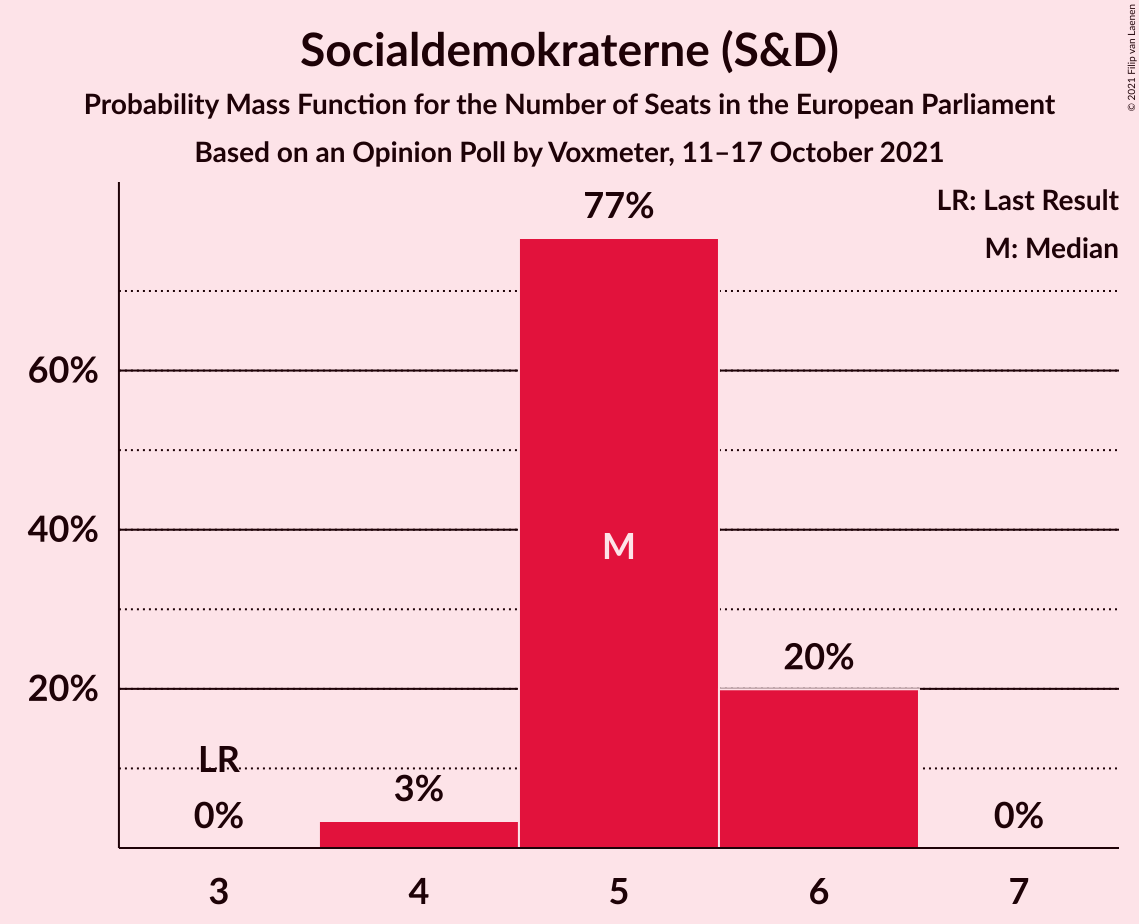 Socialdemokraterne (S&D)
Probability Mass Function for the Number of Seats in the European Parliament
Based on an Opinion Poll by Voxmeter, 11–17 October 2021
© 2021 Filip van Laenen
LR: Last Result
M: Median
77%
60%
40%
M
20%
20%
LR
3%
0%
0%
3
4
5
6
7